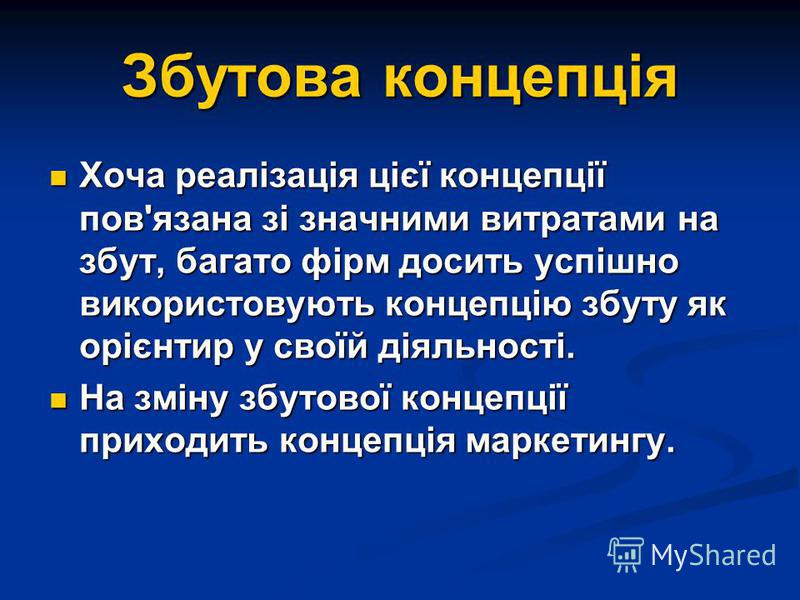 Збутова концепція
Хоча реалізація цієї концепції
пов'язана зі значними витратами на
збут, багато фірм досить успішно
використовують концепцію збуту як
орієнтир у своїй діяльності.
На зміну збутової концепції
приходить концепція маркетингу.
MyShared